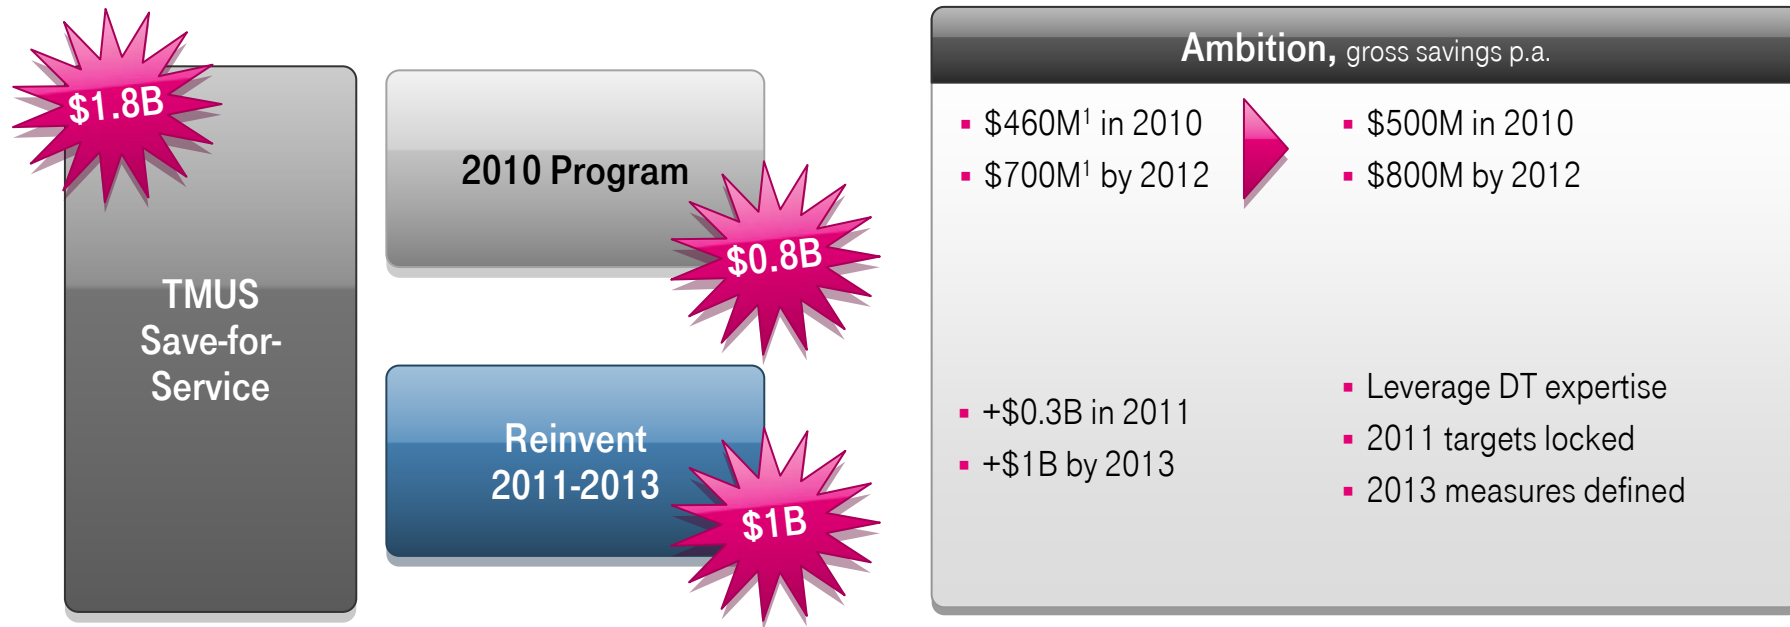 $1.8B
TMUS
Save-for-
Service
2010 Program
$0.8B
Reinvent
2011-2013
$1B
Ambition, gross savings p.a.
▪ $460M¹ in 2010
▪ $700M¹ by 2012
▪ $500M in 2010
▪ $800M by 2012
▪ +$0.3B in 2011
▪ +$1B by 2013
▪ Leverage DT expertise
▪ 2011 targets locked
▪ 2013 measures defined